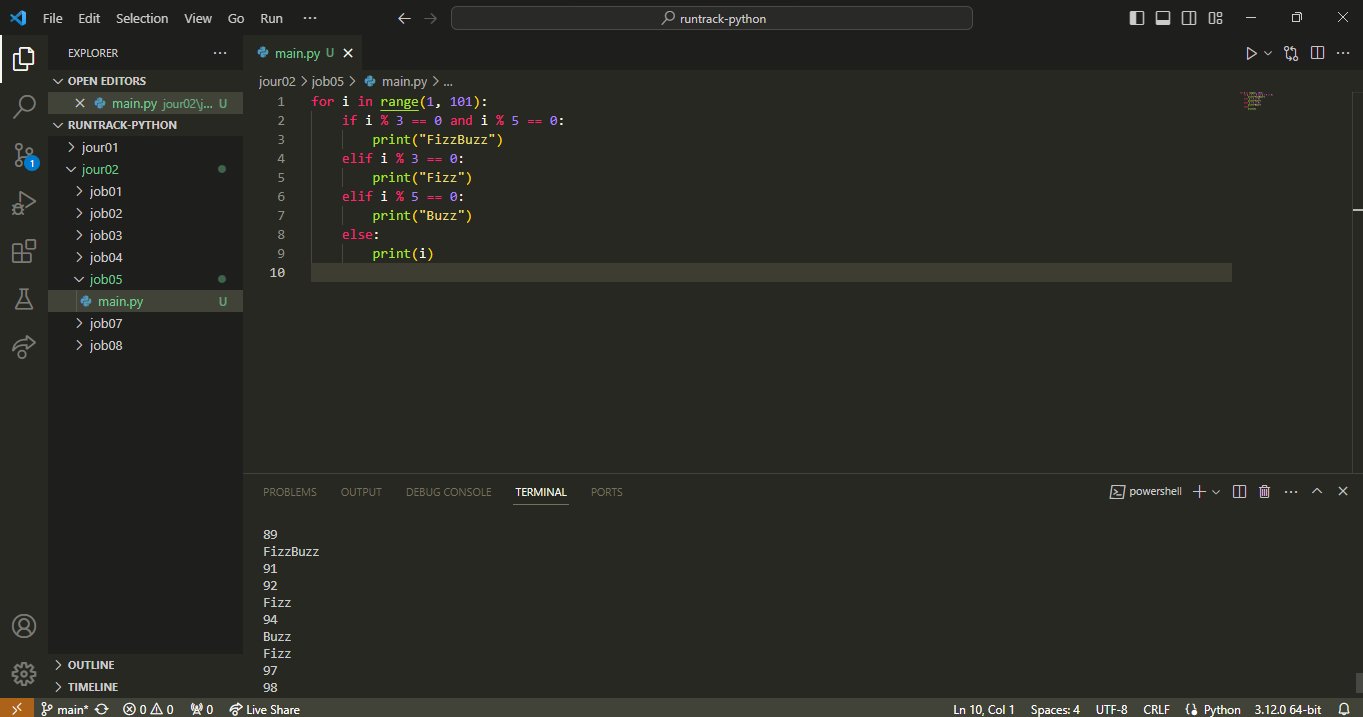 File Edit Selection View Go Run ···
runtrack-python
EXPLORER ···
OPEN EDITORS
main.py jour02\j... U
RUNTRACK-PYTHON
jour01
jour02
job01
job02
job03
job04
job05
main.py U
job07
job08
OUTLINE
TIMELINE
1
main.py U
jour02 > job05 > main.py > ...
1 for i in range(1, 101):
2 if i % 3 == 0 and i % 5 == 0:
3 print("FizzBuzz")
4 elif i % 3 == 0:
5 print("Fizz")
6 elif i % 5 == 0:
7 print("Buzz")
8 else:
9 print(i)
10
PROBLEMS OUTPUT DEBUG CONSOLE TERMINAL PORTS
powershell
89
FizzBuzz
91
92
Fizz
94
Buzz
Fizz
97
98
main* 0 0 0 Live Share Ln 10, Col 1 Spaces: 4 UTF-8 CRLF Python 3.12.0 64-bit